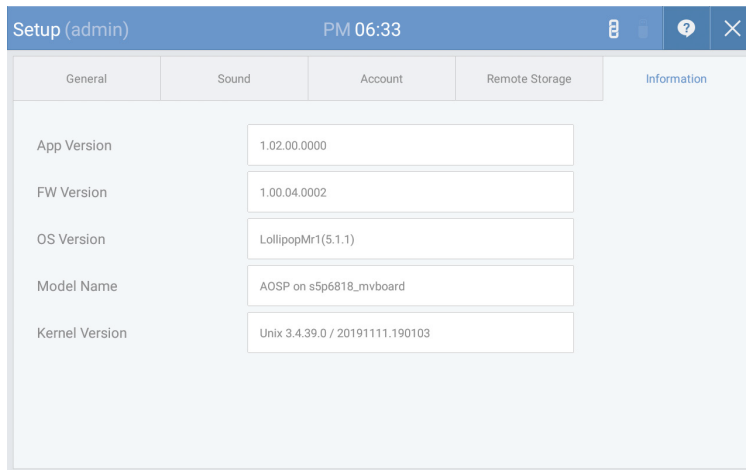 Setup (admin) PM 06:33 ?
General Sound Account Remote Storage Information
App Version 1.02.00.0000
FW Version 1.00.04.0002
OS Version LollipopMr1(5.1.1)
Model Name AOSP on s5p6818_mvboard
Kernel Version Unix 3.4.39.0 / 20191111.190103